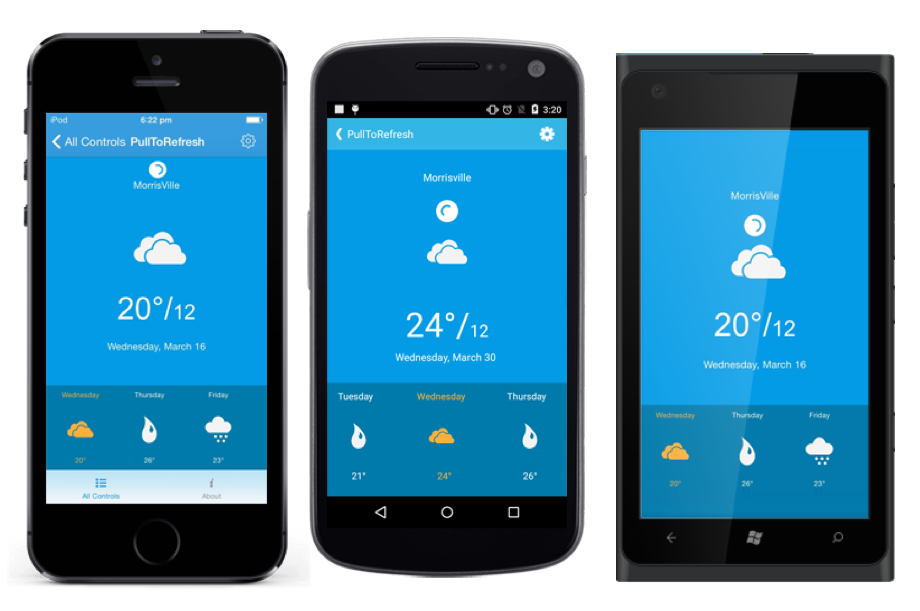 iPod 6:22 pm
All Controls PullToRefresh
MorrisVille
20°/12
Wednesday, March 16
Wednesday Thursday Friday
20° 26° 23°
All Controls About
3:20
PullToRefresh
Morrisville
24°/12
Wednesday, March 30
Tuesday Wednesday Thursday
21° 24° 26°
MorrisVille
20°/12
Wednesday, March 16
Wednesday Thursday Friday
20° 26° 23°